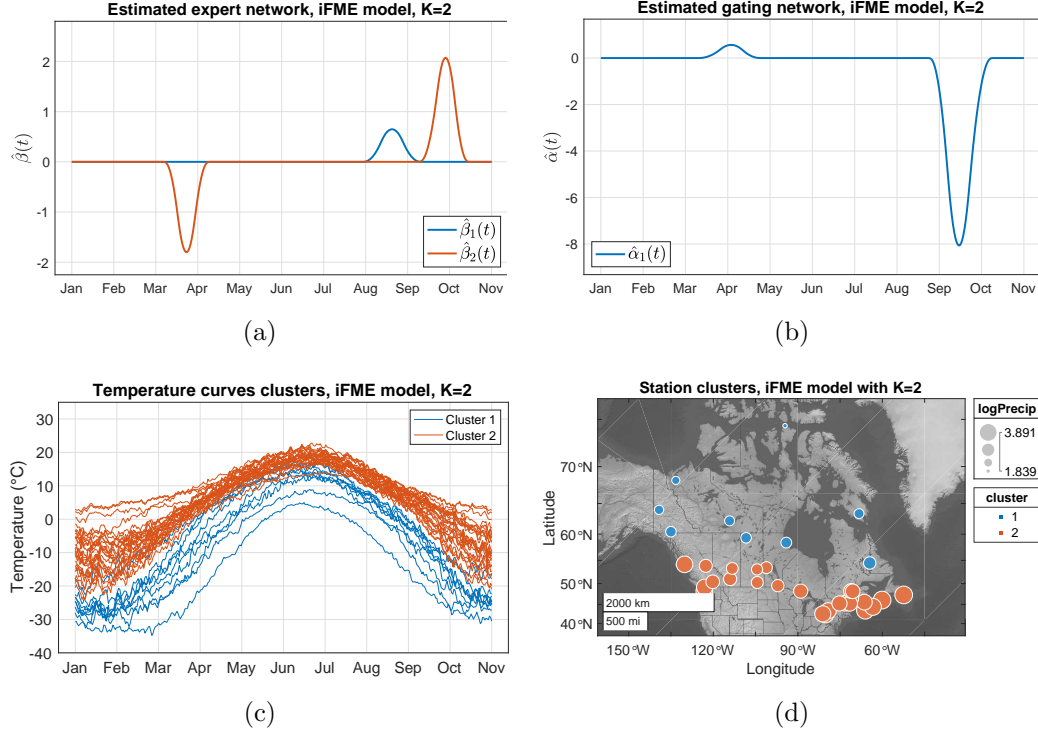 Estimated expert network, iFME model, K=2
2
1
0
-1
-2
β̂(t)
β̂₁(t)
β̂₂(t)
Jan Feb Mar Apr May Jun Jul Aug Sep Oct Nov
(a)
Estimated gating network, iFME model, K=2
0
-2
-4
-6
-8
α̂(t)
α̂₁(t)
Jan Feb Mar Apr May Jun Jul Aug Sep Oct Nov
(b)
Temperature curves clusters, iFME model, K=2
30
20
10
0
-10
-20
-30
-40
Temperature (°C)
Cluster 1
Cluster 2
Jan Feb Mar Apr May Jun Jul Aug Sep Oct Nov
(c)
Station clusters, iFME model with K=2
70°N
60°N
50°N
40°N
Latitude
2000 km
500 mi
150°W 120°W 90°W 60°W
Longitude
logPrecip
3.891
1.839
cluster
1
2
(d)